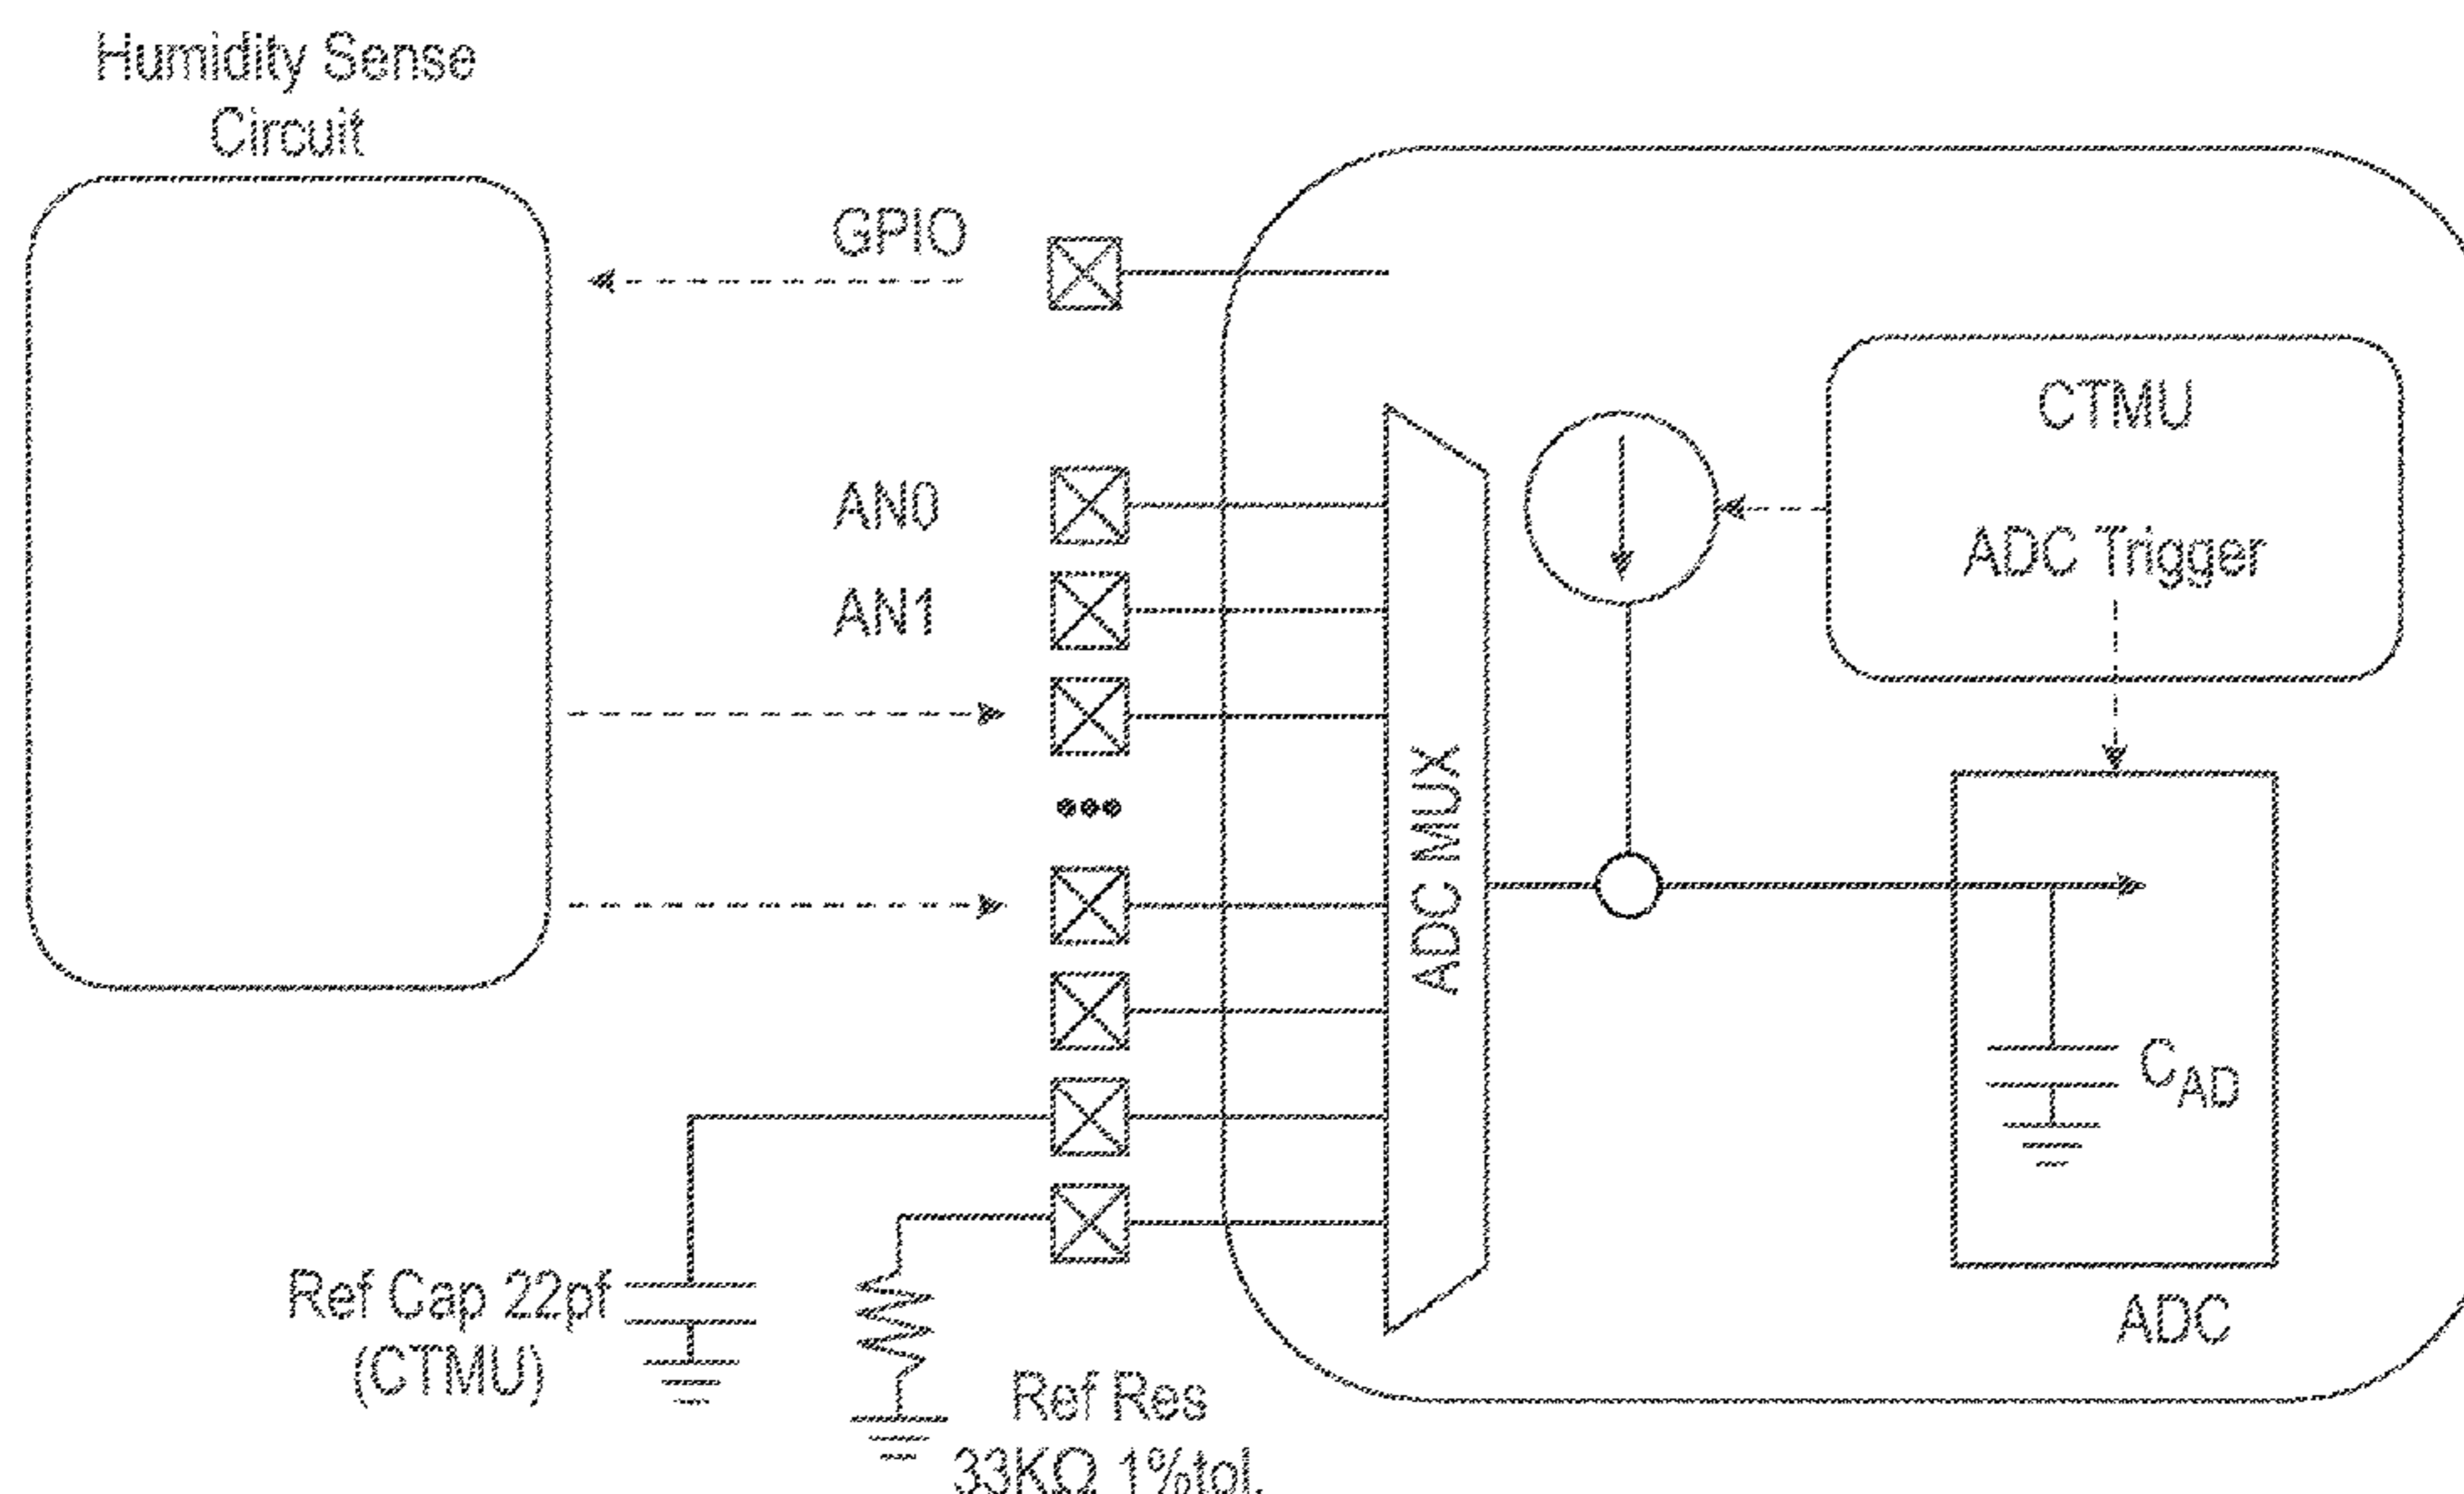 Humidity Sense
Circuit
GPIO
CTMU
AN0
ADC Trigger
AN1
ADC MUX
CAD
Ref Cap 22pf
(CTMU)
ADC
Ref Res
33KΩ 1%tol.